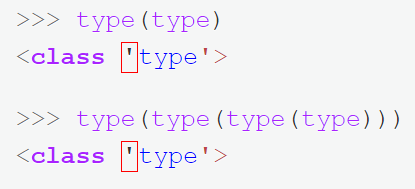 >>> type(type)
<class 'type'>
>>> type(type(type(type)))
<class 'type'>